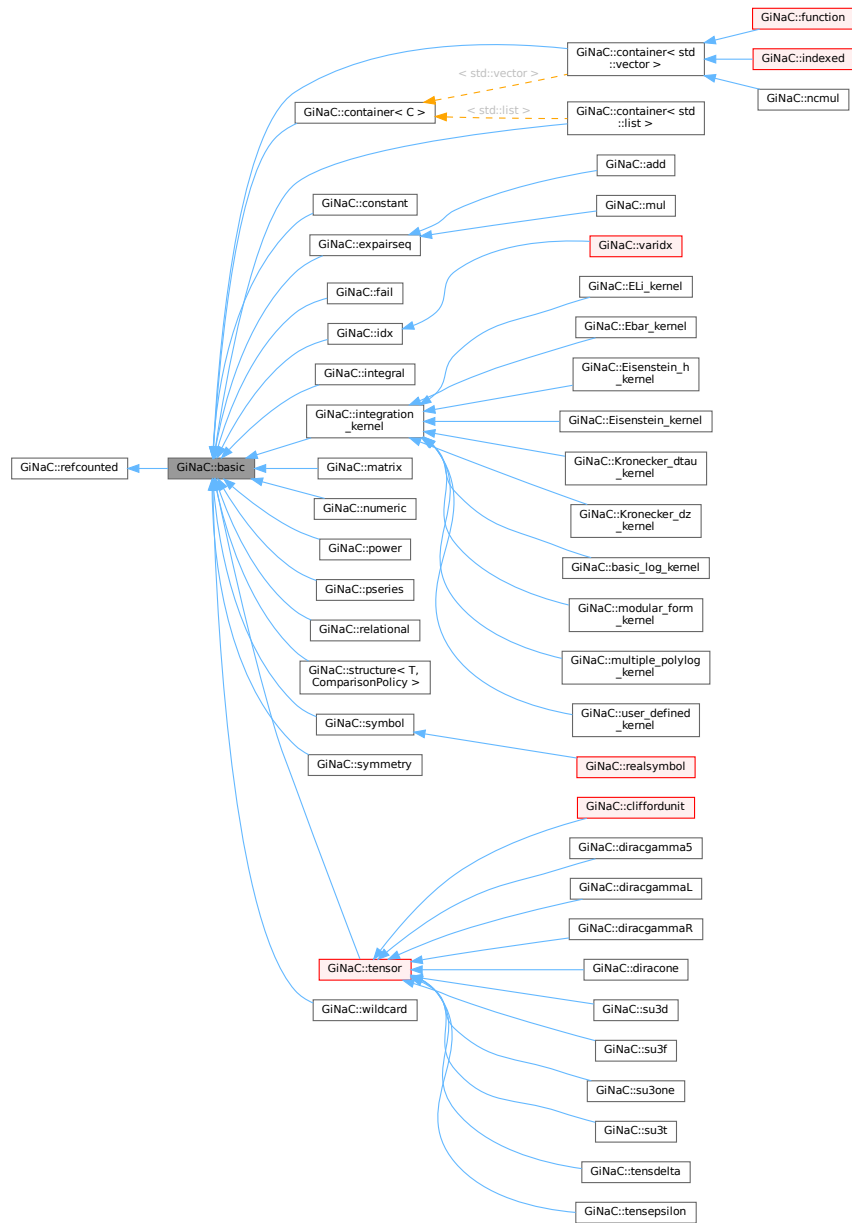 GiNaC::function
GiNaC::container< std
::vector >
GiNaC::indexed
< std::vector >
GiNaC::ncmul
GiNaC::container< C >
< std::list >
GiNaC::container< std
::list >
GiNaC::add
GiNaC::constant
GiNaC::mul
GiNaC::expairseq
GiNaC::varidx
GiNaC::fail
GiNaC::ELi_kernel
GiNaC::idx
GiNaC::Ebar_kernel
GiNaC::integral
GiNaC::Eisenstein_h
_kernel
GiNaC::integration
_kernel
GiNaC::Eisenstein_kernel
GiNaC::refcounted
GiNaC::basic
GiNaC::matrix
GiNaC::Kronecker_dtau
_kernel
GiNaC::numeric
GiNaC::Kronecker_dz
_kernel
GiNaC::power
GiNaC::basic_log_kernel
GiNaC::pseries
GiNaC::modular_form
_kernel
GiNaC::relational
GiNaC::multiple_polylog
_kernel
GiNaC::structure< T,
ComparisonPolicy >
GiNaC::symbol
GiNaC::user_defined
_kernel
GiNaC::symmetry
GiNaC::realsymbol
GiNaC::cliffordunit
GiNaC::diracgamma5
GiNaC::diracgammaL
GiNaC::diracgammaR
GiNaC::tensor
GiNaC::diracone
GiNaC::wildcard
GiNaC::su3d
GiNaC::su3f
GiNaC::su3one
GiNaC::su3t
GiNaC::tensdelta
GiNaC::tensepsilon